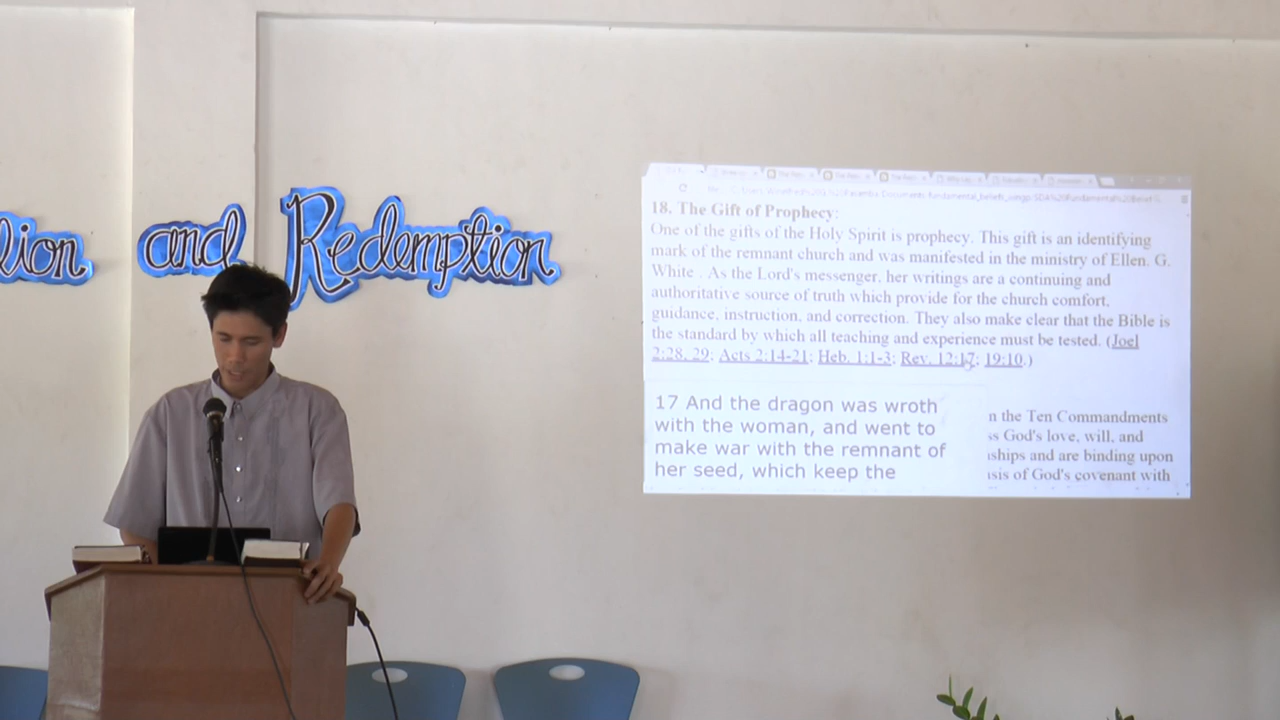 lion and Redemption
18. The Gift of Prophecy:
One of the gifts of the Holy Spirit is prophecy. This gift is an identifying
mark of the remnant church and was manifested in the ministry of Ellen. G.
White . As the Lord's messenger, her writings are a continuing and
authoritative source of truth which provide for the church comfort,
guidance, instruction, and correction. They also make clear that the Bible is
the standard by which all teaching and experience must be tested. (Joel
2:28, 29; Acts 2:14-21; Heb. 1:1-3; Rev. 12:17; 19:10.)
17 And the dragon was wroth
with the woman, and went to
make war with the remnant of
her seed, which keep the
n the Ten Commandments
ss God's love, will, and
ships and are binding upon
sis of God's covenant with